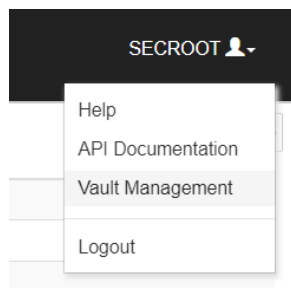 SECROOT
Help
API Documentation
Vault Management
Logout